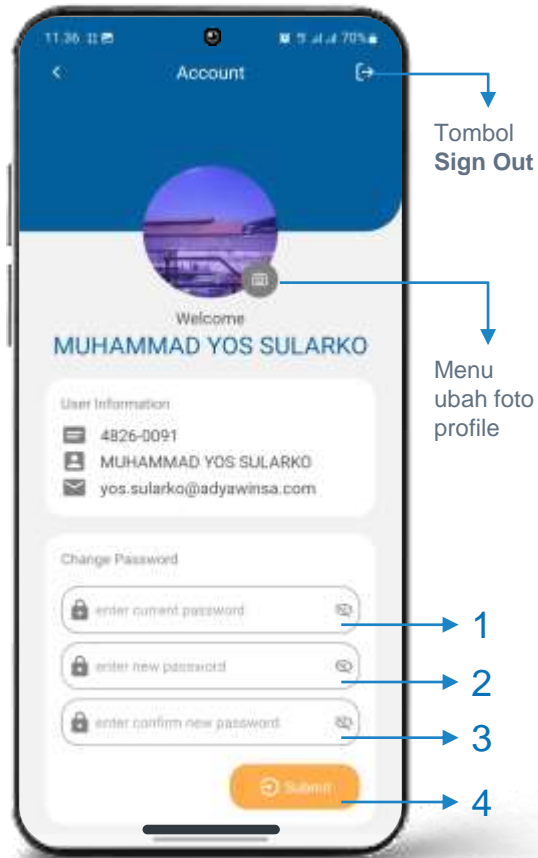 11.36
70%
Account
Tombol
Sign Out
Welcome
MUHAMMAD YOS SULARKO
Menu
ubah foto
profile
User Information
4826-0091
MUHAMMAD YOS SULARKO
yos.sularko@adyawinsa.com
Change Password
enter current password
1
enter new password
2
enter confirm new password
3
Submit
4